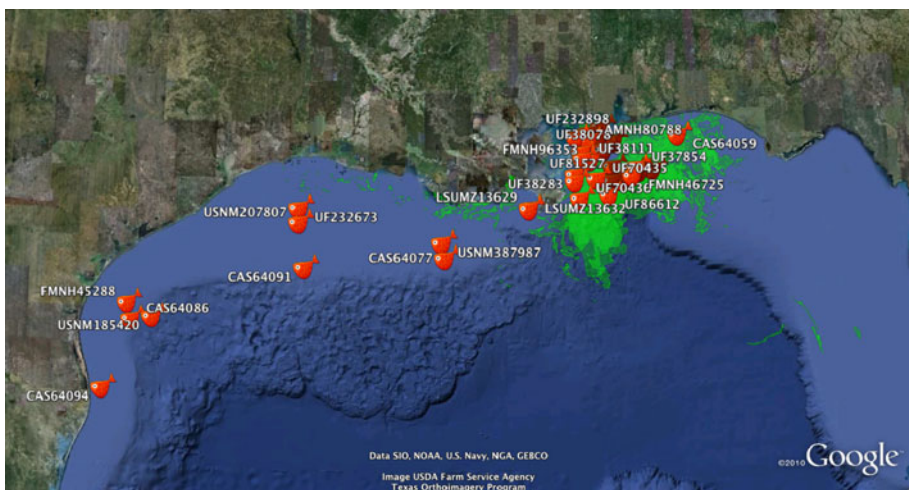 UF232898
UF38078
AMNH80788
CAS64059
FMNH96353
UF38111
UF81527
UF37854
UF70435
UF38283
UF70436
FMNH46725
LSUMZ13629
LSUMZ13632
UF86612
USNM207807
UF232673
CAS64077
USNM387987
CAS64091
FMNH45288
CAS64086
USNM185420
CAS64094
Data SIO, NOAA, U.S. Navy, NGA, GEBCO
©2010 Google
Image USDA Farm Service Agency
Texas Orthoimagery Program